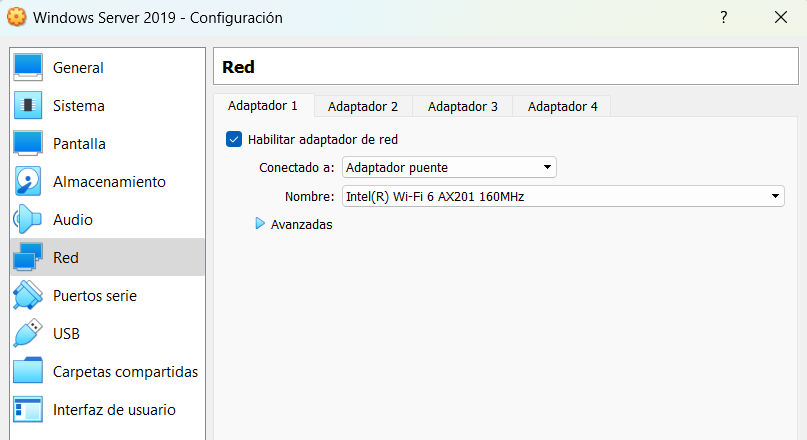 Windows Server 2019 - Configuración
?
General
Sistema
Pantalla
Almacenamiento
Audio
Red
Puertos serie
USB
Carpetas compartidas
Interfaz de usuario
Red
Adaptador 1 Adaptador 2 Adaptador 3 Adaptador 4
Habilitar adaptador de red
Conectado a: Adaptador puente
Nombre: Intel(R) Wi-Fi 6 AX201 160MHz
Avanzadas